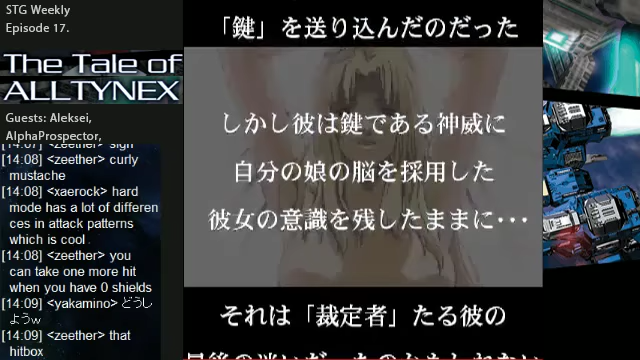 STG Weekly
Episode 17.
The Tale of
ALLTYNEX
Guests: Aleksei,
AlphaProspector,
[14:07] <zeether> sigh
[14:08] <zeether> curly
mustache
[14:08] <xaerock> hard
mode has a lot of differen
ces in attack patterns
which is cool
[14:08] <zeether> you
can take one more hit
when you have 0 shields
[14:09] <yakamino> どうし
ようw
[14:09] <zeether> that
hitbox
「鍵」を送り込んだのだった
しかし彼は鍵である神威に
自分の娘の脳を採用した
彼女の意識を残したままに・・・
それは「裁定者」たる彼の